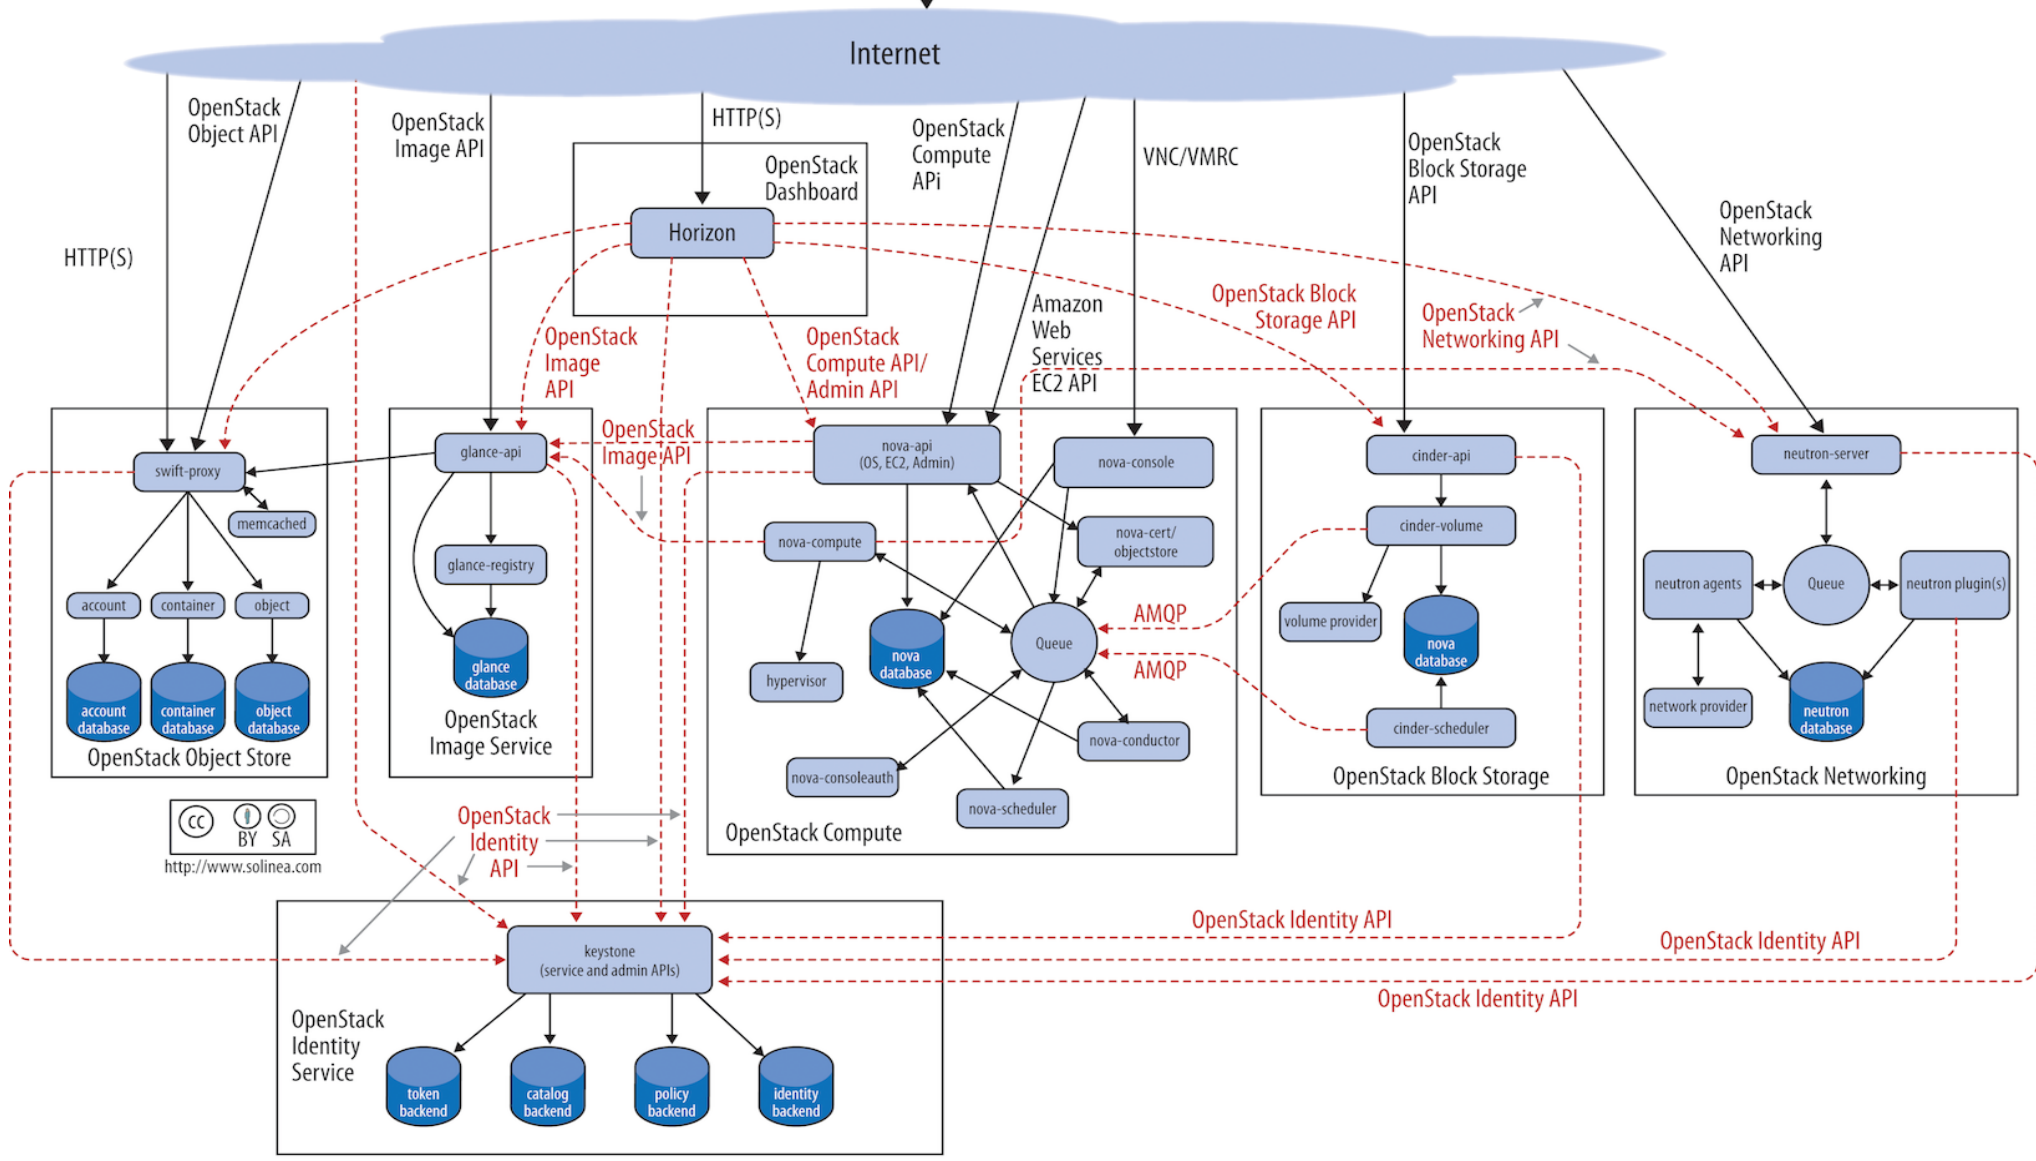 Internet
OpenStack
Object API
OpenStack
Image API
HTTP(S)
OpenStack
Compute
APi
VNC/VMRC
OpenStack
Block Storage
API
OpenStack
Networking
API
HTTP(S)
OpenStack
Dashboard
Horizon
OpenStack
Image
API
OpenStack
Compute API/
Admin API
Amazon
Web
Services
EC2 API
OpenStack Block
Storage API
OpenStack
Networking API
swift-proxy
memcached
account
container
object
account
database
container
database
object
database
OpenStack Object Store
glance-api
glance-registry
glance
database
OpenStack
Image Service
OpenStack
Image API
nova-api
(OS, EC2, Admin)
nova-console
nova-compute
nova-cert/
objectstore
hypervisor
nova
database
Queue
nova-conductor
nova-consoleauth
nova-scheduler
OpenStack Compute
AMQP
AMQP
cinder-api
cinder-volume
volume provider
nova
database
cinder-scheduler
OpenStack Block Storage
neutron-server
neutron agents
Queue
neutron plugin(s)
network provider
neutron
database
OpenStack Networking
cc
BY SA
http://www.solinea.com
OpenStack
Identity
API
keystone
(service and admin APIs)
OpenStack
Identity
Service
token
backend
catalog
backend
policy
backend
identity
backend
OpenStack Identity API
OpenStack Identity API
OpenStack Identity API